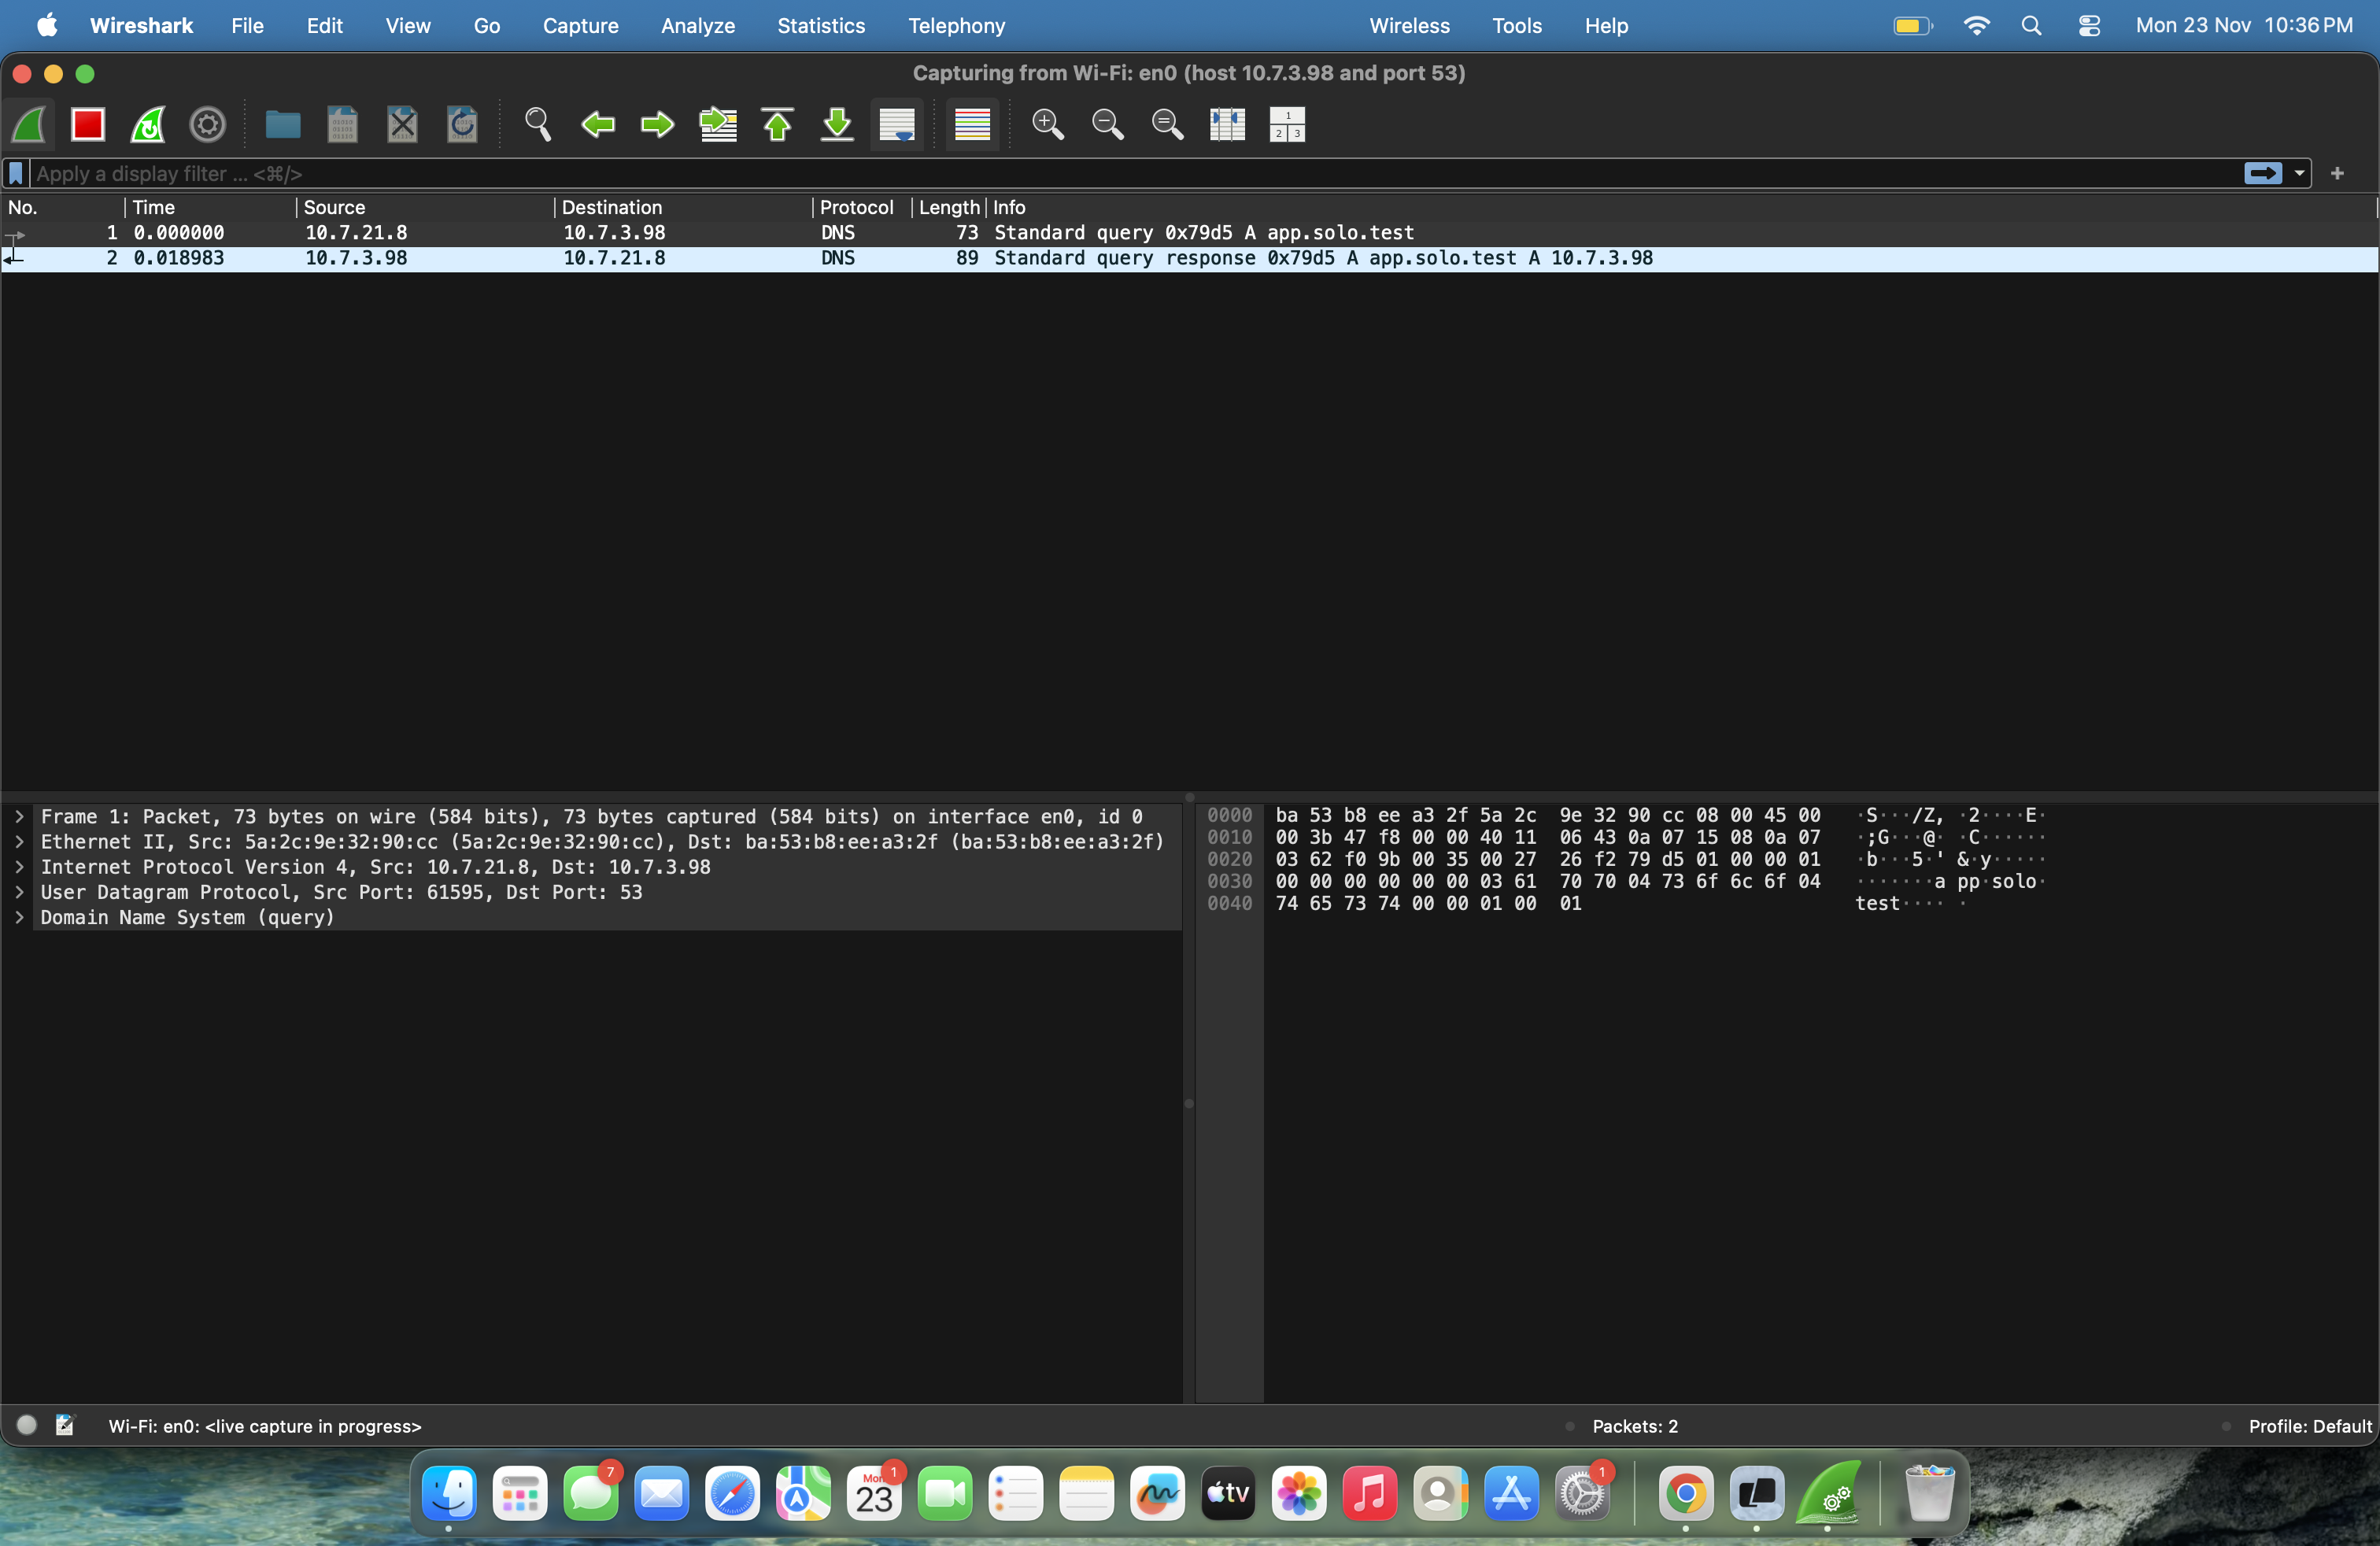 Wireshark File Edit View Go Capture Analyze Statistics Telephony Wireless Tools Help Mon 23 Nov 10:36 PM
Capturing from Wi-Fi: en0 (host 10.7.3.98 and port 53)
Apply a display filter ... <⌘/>
No. Time Source Destination Protocol Length Info
1 0.000000 10.7.21.8 10.7.3.98 DNS 73 Standard query 0x79d5 A app.solo.test
2 0.018983 10.7.3.98 10.7.21.8 DNS 89 Standard query response 0x79d5 A app.solo.test A 10.7.3.98
Frame 1: Packet, 73 bytes on wire (584 bits), 73 bytes captured (584 bits) on interface en0, id 0
Ethernet II, Src: 5a:2c:9e:32:90:cc (5a:2c:9e:32:90:cc), Dst: ba:53:b8:ee:a3:2f (ba:53:b8:ee:a3:2f)
Internet Protocol Version 4, Src: 10.7.21.8, Dst: 10.7.3.98
User Datagram Protocol, Src Port: 61595, Dst Port: 53
Domain Name System (query)
0000 ba 53 b8 ee a3 2f 5a 2c 9e 32 90 cc 08 00 45 00 ·S···/Z, ·2····E·
0010 00 3b 47 f8 00 00 40 11 06 43 0a 07 15 08 0a 07 ·;G···@· ·C······
0020 03 62 f0 9b 00 35 00 27 26 f2 79 d5 01 00 00 01 ·b···5·' &·y·····
0030 00 00 00 00 00 00 03 61 70 70 04 73 6f 6c 6f 04 ·······a pp·solo·
0040 74 65 73 74 00 00 01 00 01 test···· ·
Wi-Fi: en0: <live capture in progress> Packets: 2 Profile: Default
7
Mon 1
23
tv
1